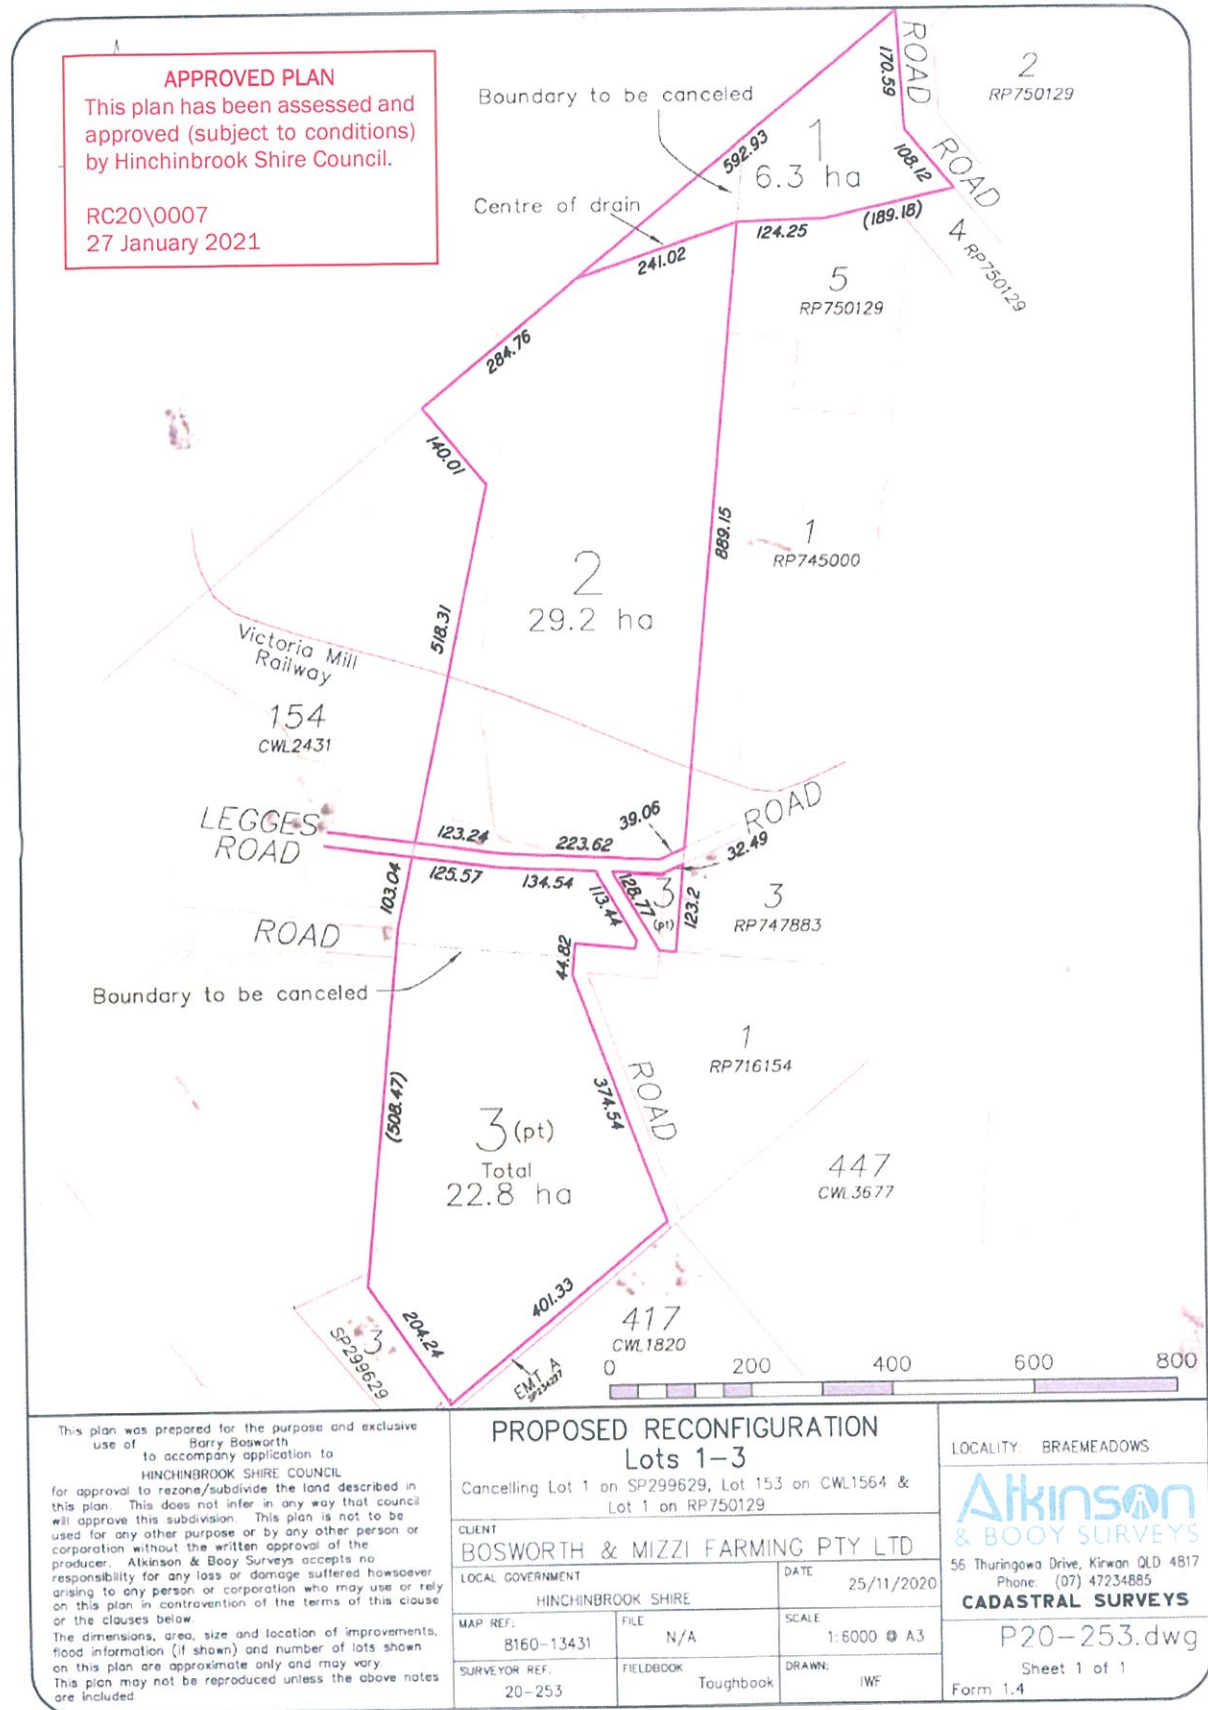 APPROVED PLAN
This plan has been assessed and
approved (subject to conditions)
by Hinchinbrook Shire Council.
RC20\0007
27 January 2021
Boundary to be canceled
Centre of drain
592.93
1
6.3 ha
170.59
ROAD
2
RP750129
108.12
ROAD
241.02
124.25
(189.18)
4 RP750129
5
RP750129
284.76
140.01
889.15
1
RP745000
2
29.2 ha
518.31
Victoria Mill
Railway
154
CWL2431
LEGGES
ROAD
123.24
223.62
39.06
ROAD
32.49
125.57
134.54
103.04
113.44
128.77
3
(pt)
123.2
3
RP747883
ROAD
44.82
Boundary to be canceled
1
RP716154
ROAD
374.54
(508.47)
3 (pt)
Total
22.8 ha
447
CWL3677
401.33
204.24
3
SP299629
417
CWL1820
EMT A
0 200 400 600 800
This plan was prepared for the purpose and exclusive
use of Barry Bosworth
to accompany application to
HINCHINBROOK SHIRE COUNCIL
for approval to rezone/subdivide the land described in
this plan. This does not infer in any way that council
will approve this subdivision. This plan is not to be
used for any other purpose or by any other person or
corporation without the written approval of the
producer. Atkinson & Booy Surveys accepts no
responsibility for any loss or damage suffered howsoever
arising to any person or corporation who may use or rely
on this plan in contravention of the terms of this clause
or the clauses below.
The dimensions, area, size and location of improvements,
flood information (if shown) and number of lots shown
on this plan are approximate only and may vary.
This plan may not be reproduced unless the above notes
are included.
PROPOSED RECONFIGURATION
Lots 1-3
Cancelling Lot 1 on SP299629, Lot 153 on CWL1564 &
Lot 1 on RP750129
CLIENT
BOSWORTH & MIZZI FARMING PTY LTD
LOCAL GOVERNMENT
HINCHINBROOK SHIRE
DATE
25/11/2020
MAP REF:
8160-13431
FILE
N/A
SCALE
1:6000 @ A3
SURVEYOR REF.
20-253
FIELDBOOK
Toughbook
DRAWN:
IWF
LOCALITY: BRAEMEADOWS
Atkinson
& BOOY SURVEYS
56 Thuringowa Drive, Kirwan QLD 4817
Phone: (07) 47234885
CADASTRAL SURVEYS
P20-253.dwg
Sheet 1 of 1
Form 1.4